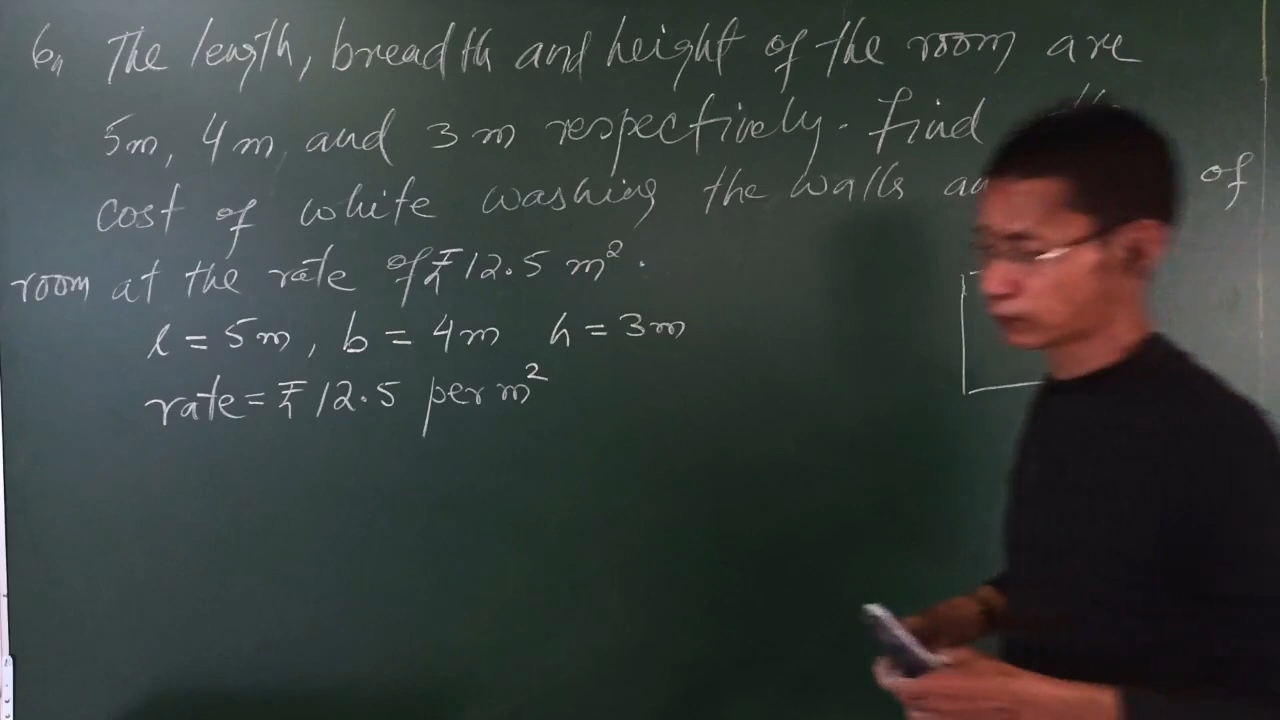 6, The length, breadth and height of the room are
5m, 4m, and 3m respectively. find
cost of white washing the walls of
room at the rate of ₹12.5 m².
l = 5m, b = 4m h = 3m
rate = ₹12.5 per m²